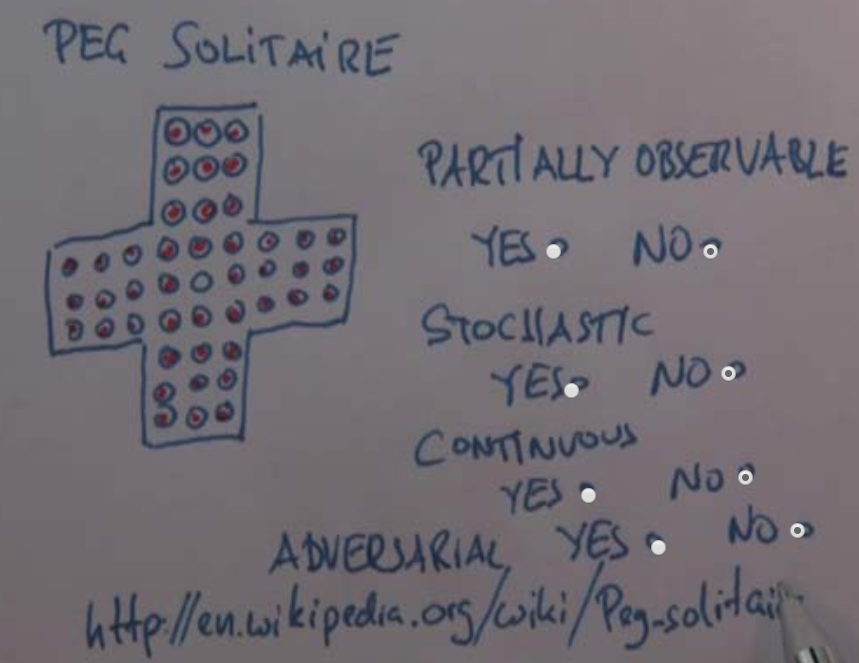 PEG SOLITAIRE
PARTIALLY OBSERVABLE
YES NO
STOCHASTIC
YES NO
CONTINUOUS
YES NO
ADVERSARIAL YES NO
http://en.wikipedia.org/wiki/Peg-solitai